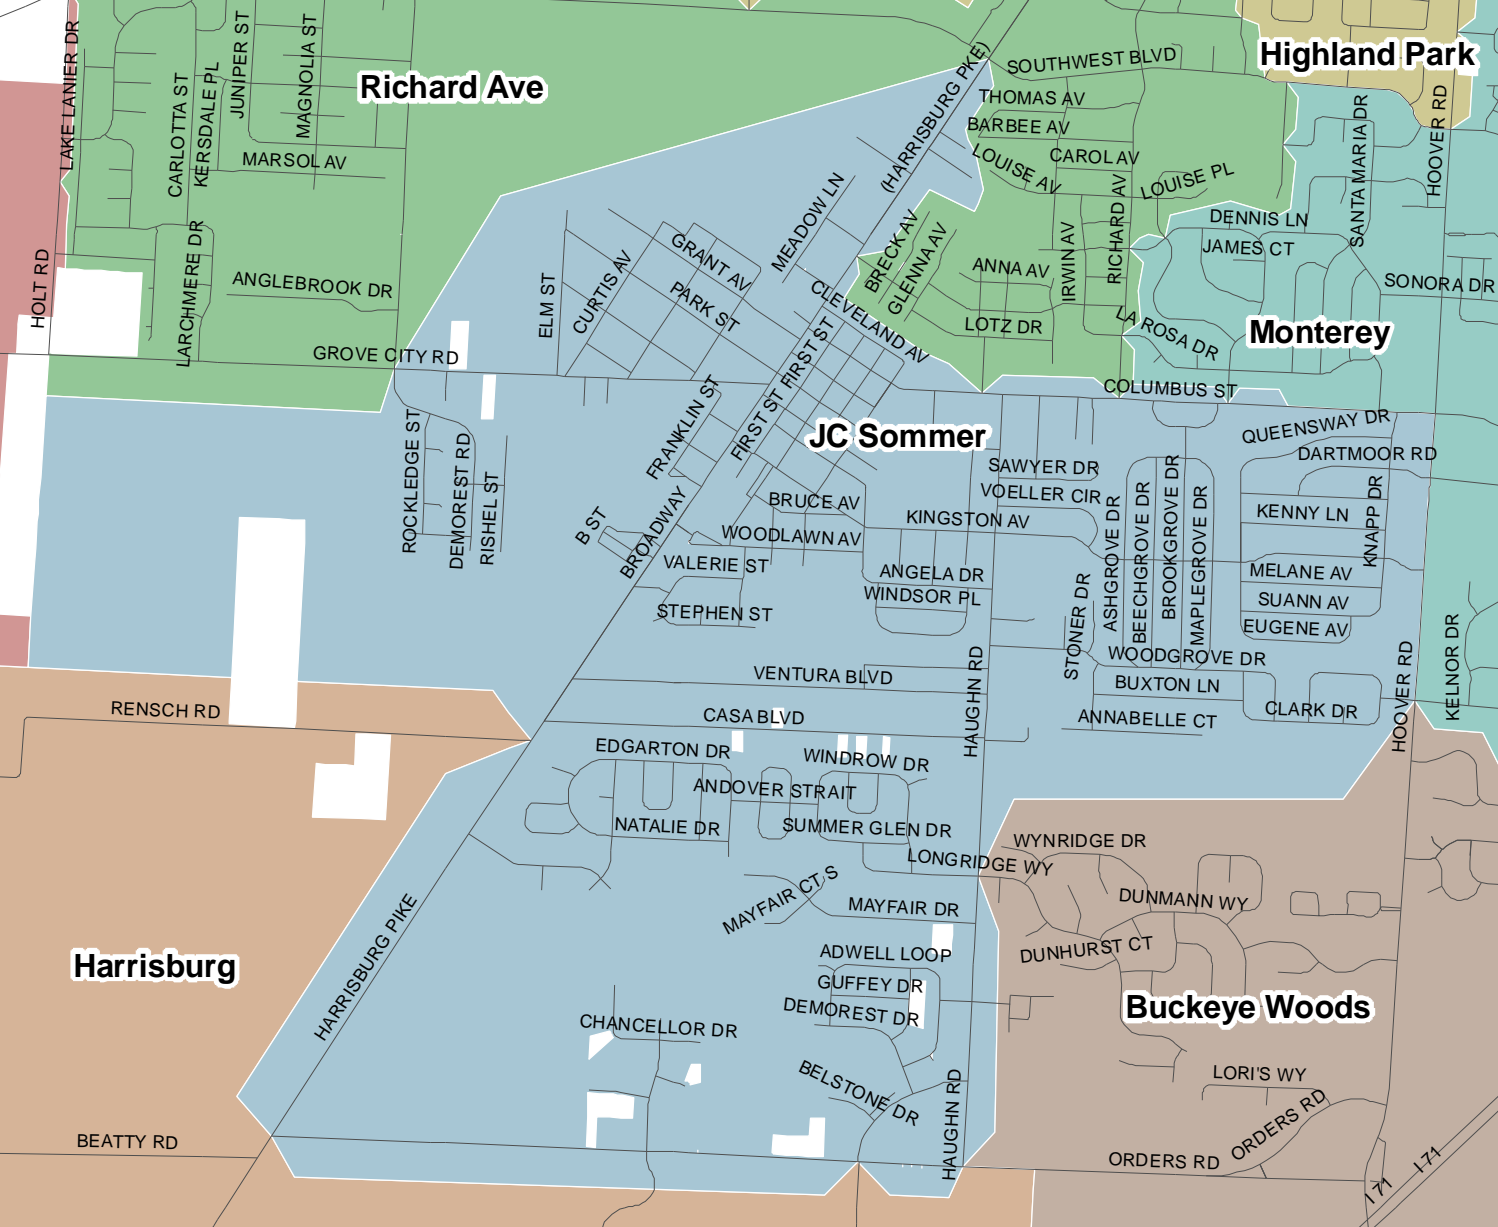 Richard Ave
Highland Park
Monterey
JC Sommer
Harrisburg
Buckeye Woods
LAKE LANIER DR
CARLOTTA ST
KERSDALE PL
JUNIPER ST
MAGNOLIA ST
MARSOL AV
HOLT RD
LARCHMERE DR
ANGLEBROOK DR
GROVE CITY RD
(HARRISBURG PKE)
SOUTHWEST BLVD
THOMAS AV
BARBEE AV
LOUISE AV
CAROL AV
LOUISE PL
RICHARD AV
IRWIN AV
ANNA AV
LOTZ DR
BRECK AV
GLENNA AV
SANTA MARIA DR
HOOVER RD
DENNIS LN
JAMES CT
SONORA DR
LA ROSA DR
COLUMBUS ST
MEADOW LN
GRANT AV
PARK ST
CURTIS AV
ELM ST
CLEVELAND AV
FIRST ST
FIRST ST
FRANKLIN ST
BROADWAY
B ST
ROCKLEDGE ST
DEMOREST RD
RISHEL ST
BRUCE AV
WOODLAWN AV
VALERIE ST
STEPHEN ST
KINGSTON AV
ANGELA DR
WINDSOR PL
SAWYER DR
VOELLER CIR
ASHGROVE DR
BEECHGROVE DR
BROOKGROVE DR
MAPLEGROVE DR
QUEENSWAY DR
DARTMOOR RD
KENNY LN
KNAPP DR
MELANE AV
SUANN AV
EUGENE AV
STONER DR
WOODGROVE DR
BUXTON LN
CLARK DR
ANNABELLE CT
HOOVER RD
KELNOR DR
HAUGHN RD
VENTURA BLVD
CASA BLVD
RENSCH RD
EDGARTON DR
WINDROW DR
ANDOVER STRAIT
NATALIE DR
SUMMER GLEN DR
LONGRIDGE WY
WYNRIDGE DR
DUNMANN WY
DUNHURST CT
MAYFAIR CT S
MAYFAIR DR
ADWELL LOOP
GUFFEY DR
DEMOREST DR
HARRISBURG PIKE
CHANCELLOR DR
BELSTONE DR
HAUGHN RD
LORI'S WY
ORDERS RD
ORDERS RD
BEATTY RD
I 71
I 71